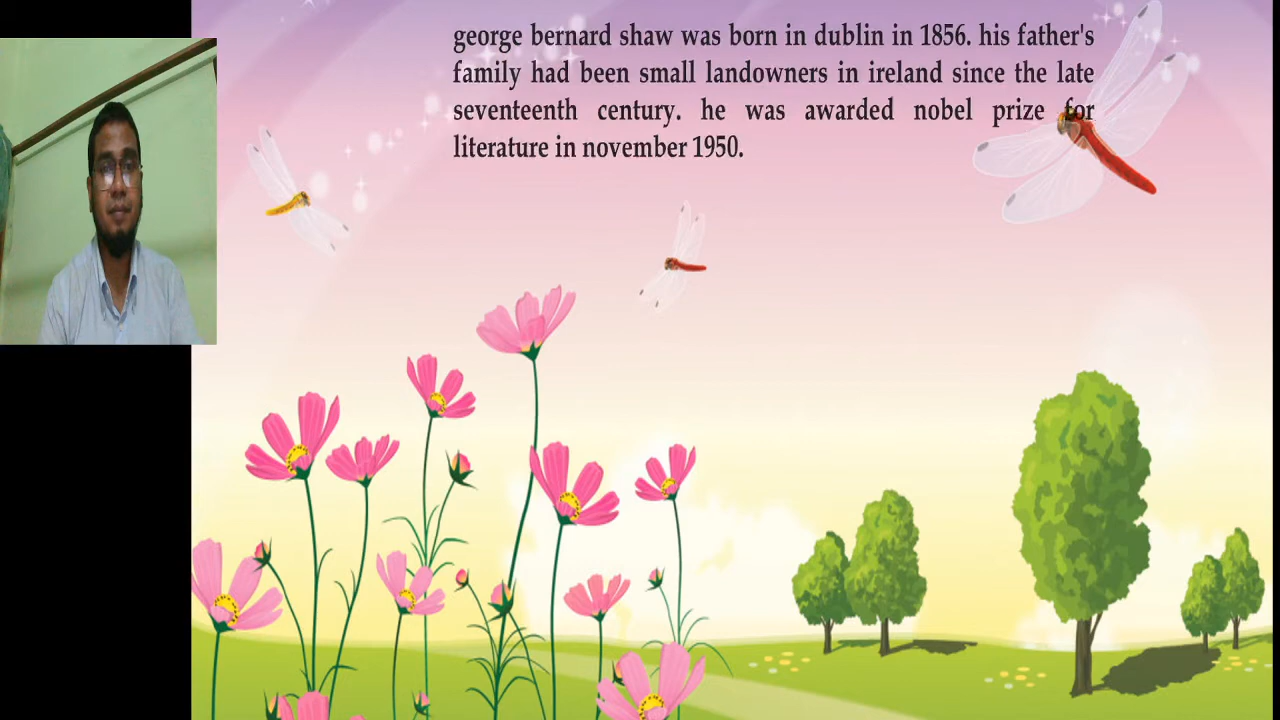 george bernard shaw was born in dublin in 1856. his father's
family had been small landowners in ireland since the late
seventeenth century. he was awarded nobel prize for
literature in november 1950.